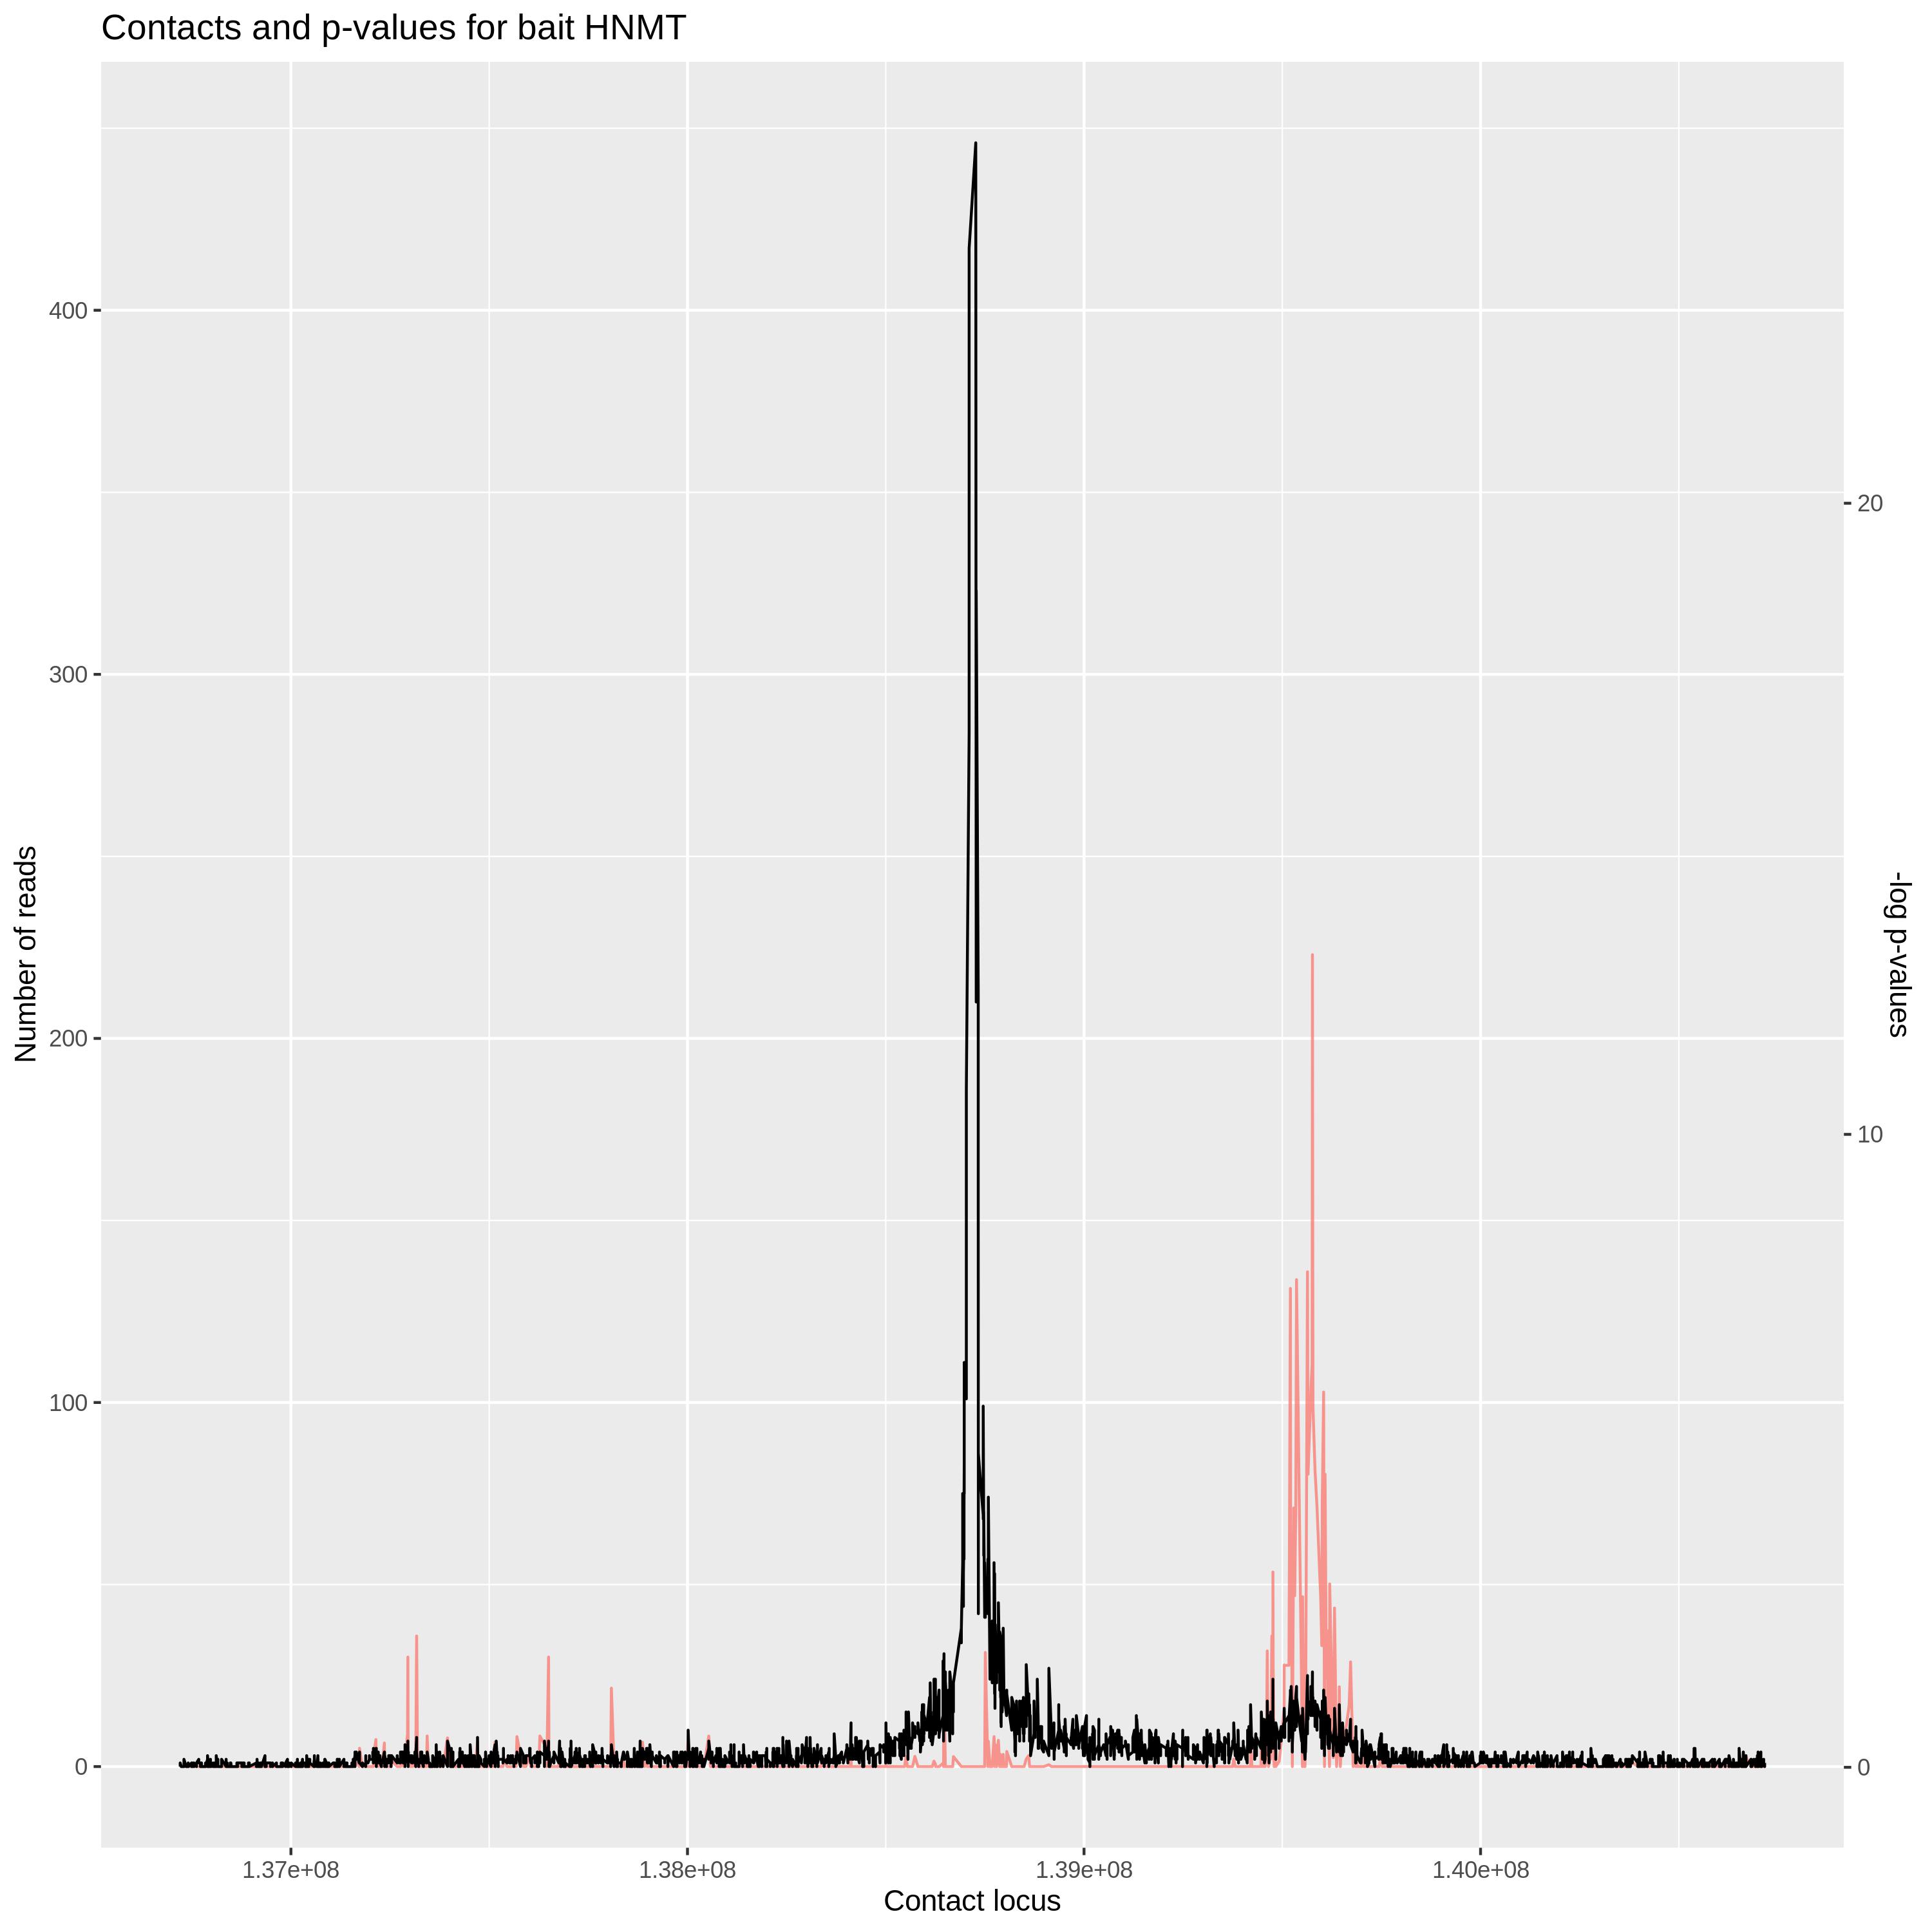 Contacts and p-values for bait HNMT
400
300
200
100
0
Number of reads
20
10
0
-log p-values
1.37e+08
1.38e+08
1.39e+08
1.40e+08
Contact locus